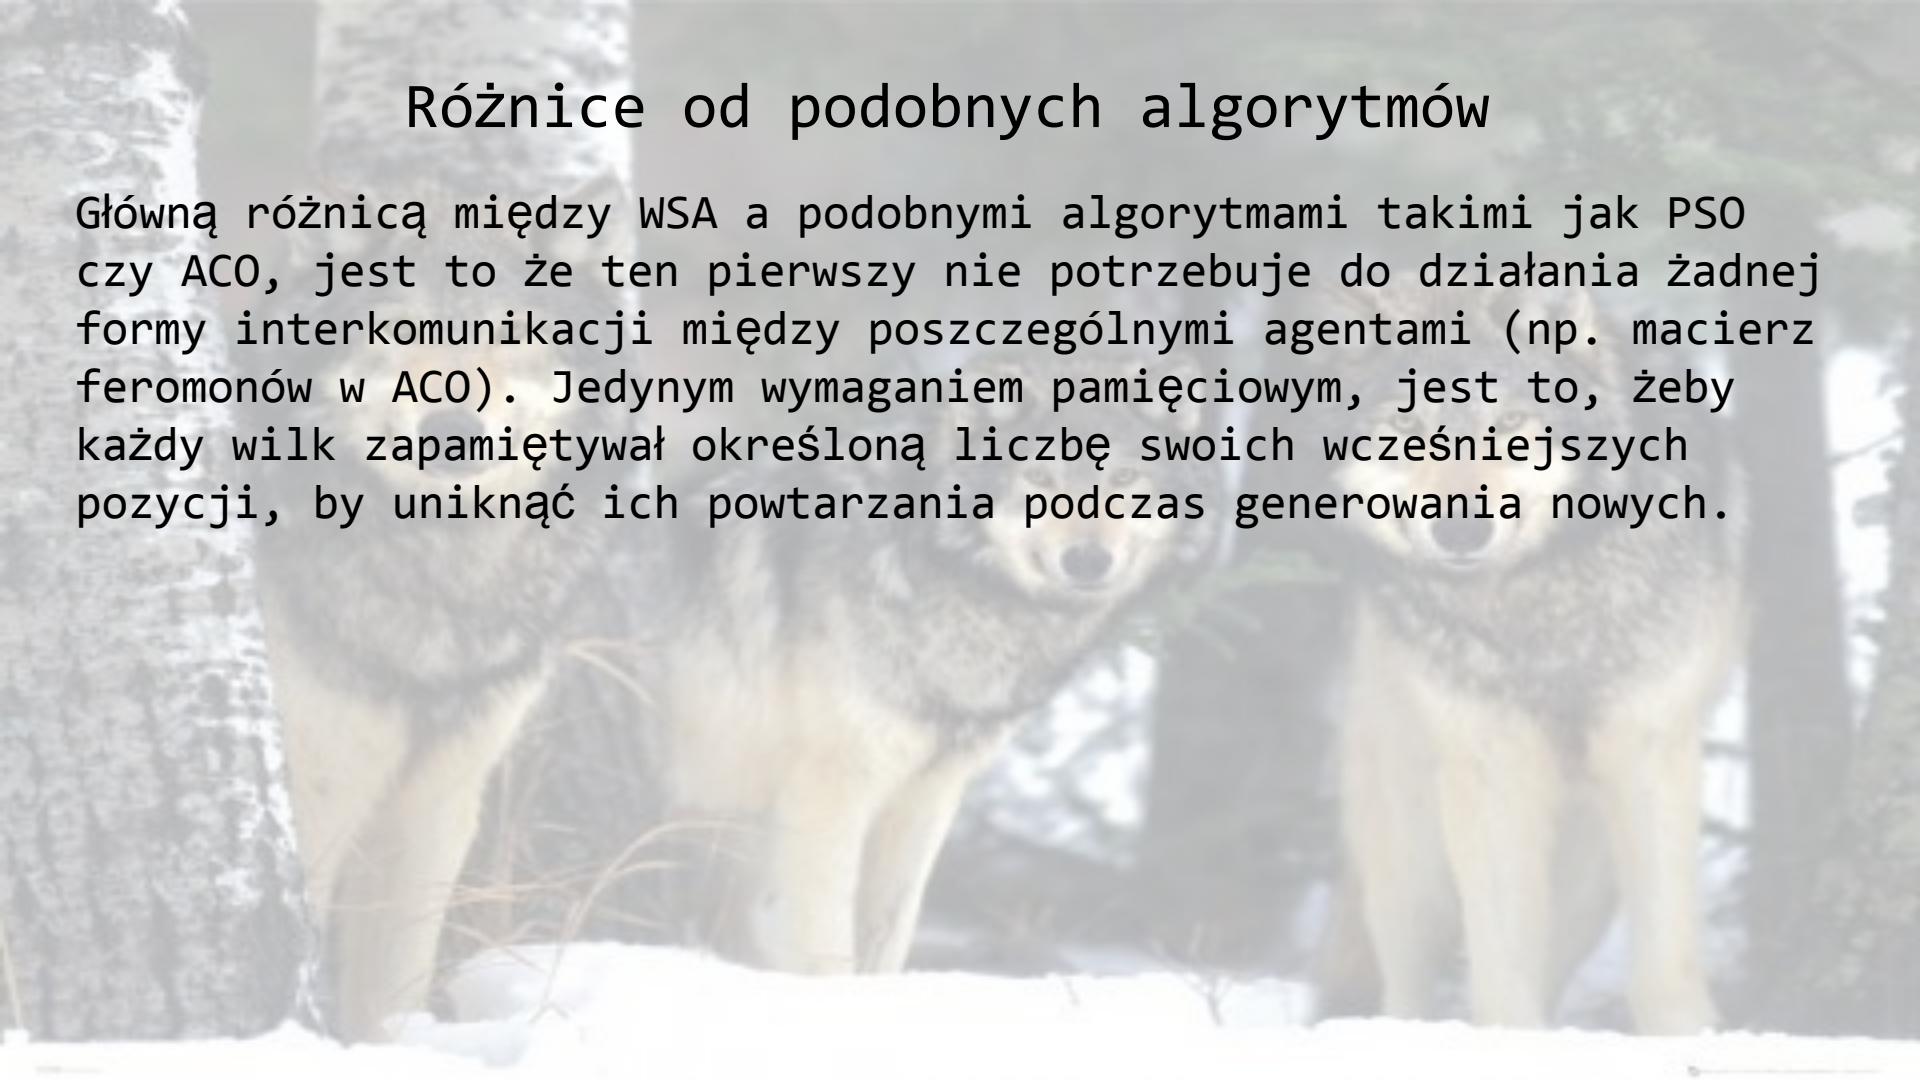 Różnice od podobnych algorytmów
Główną różnicą między WSA a podobnymi algorytmami takimi jak PSO
czy ACO, jest to że ten pierwszy nie potrzebuje do działania żadnej
formy interkomunikacji między poszczególnymi agentami (np. macierz
feromonów w ACO). Jedynym wymaganiem pamięciowym, jest to, żeby
każdy wilk zapamiętywał określoną liczbę swoich wcześniejszych
pozycji, by uniknąć ich powtarzania podczas generowania nowych.